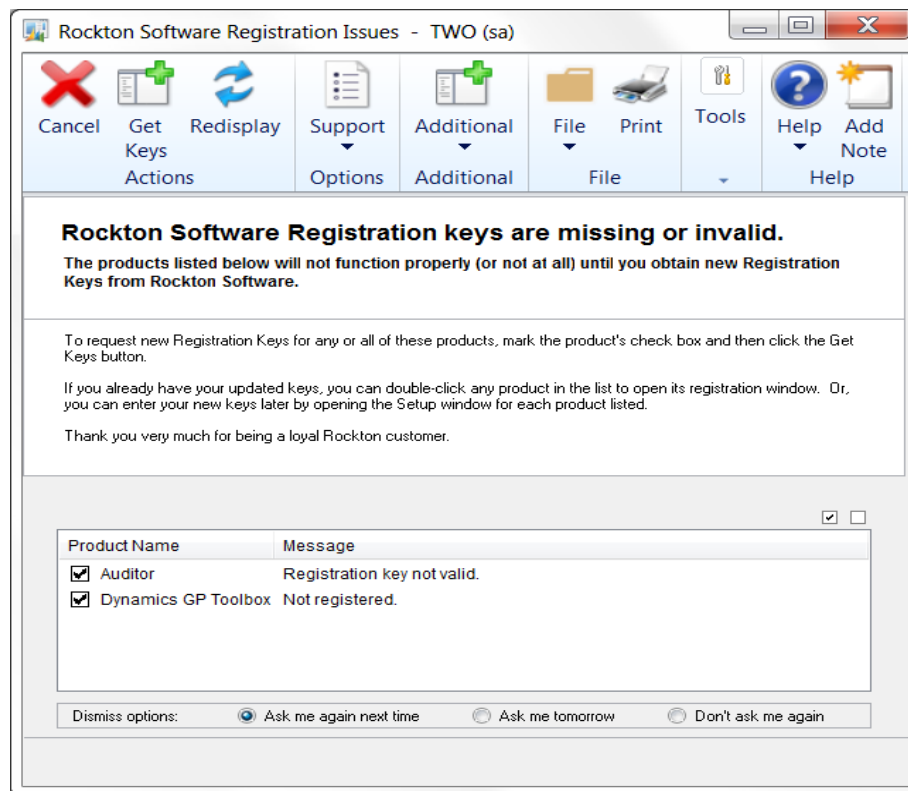 Rockton Software Registration Issues - TWO (sa)
Cancel
Get
Keys
Redisplay
Actions
Support
Options
Additional
Additional
File
Print
File
Tools
Help
Add
Note
Help
Rockton Software Registration keys are missing or invalid.
The products listed below will not function properly (or not at all) until you obtain new Registration
Keys from Rockton Software.
To request new Registration Keys for any or all of these products, mark the product's check box and then click the Get
Keys button.
If you already have your updated keys, you can double-click any product in the list to open its registration window. Or,
you can enter your new keys later by opening the Setup window for each product listed.
Thank you very much for being a loyal Rockton customer.
Product Name Message
Auditor Registration key not valid.
Dynamics GP Toolbox Not registered.
Dismiss options: Ask me again next time Ask me tomorrow Don't ask me again